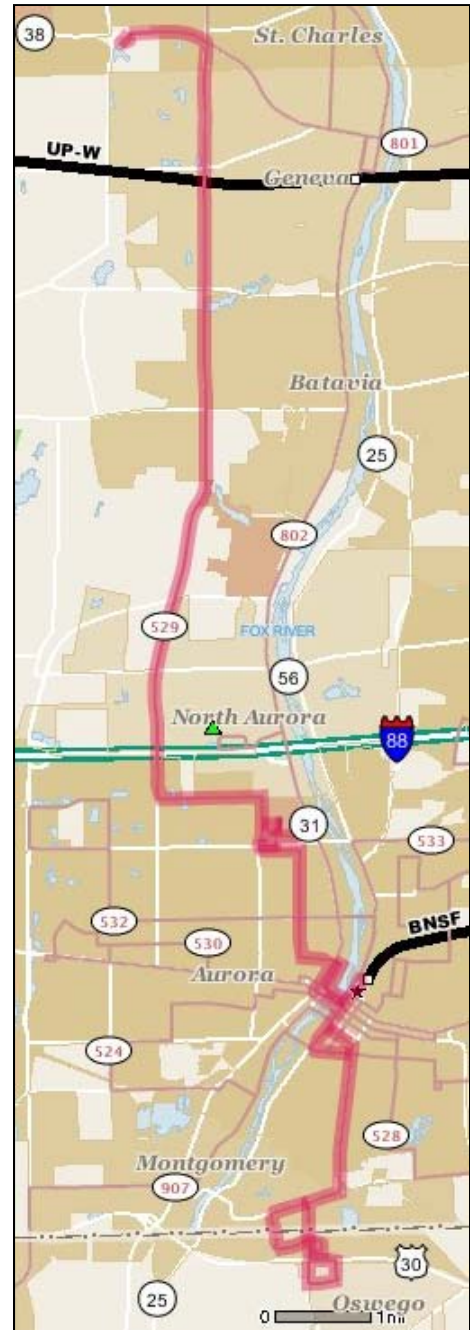 38
St. Charles
801
UP-W
Geneva
Batavia
25
802
529
FOX RIVER
56
North Aurora
88
31
533
532
BNSF
530
Aurora
524
528
Montgomery
907
30
25
Oswego
0 1mi